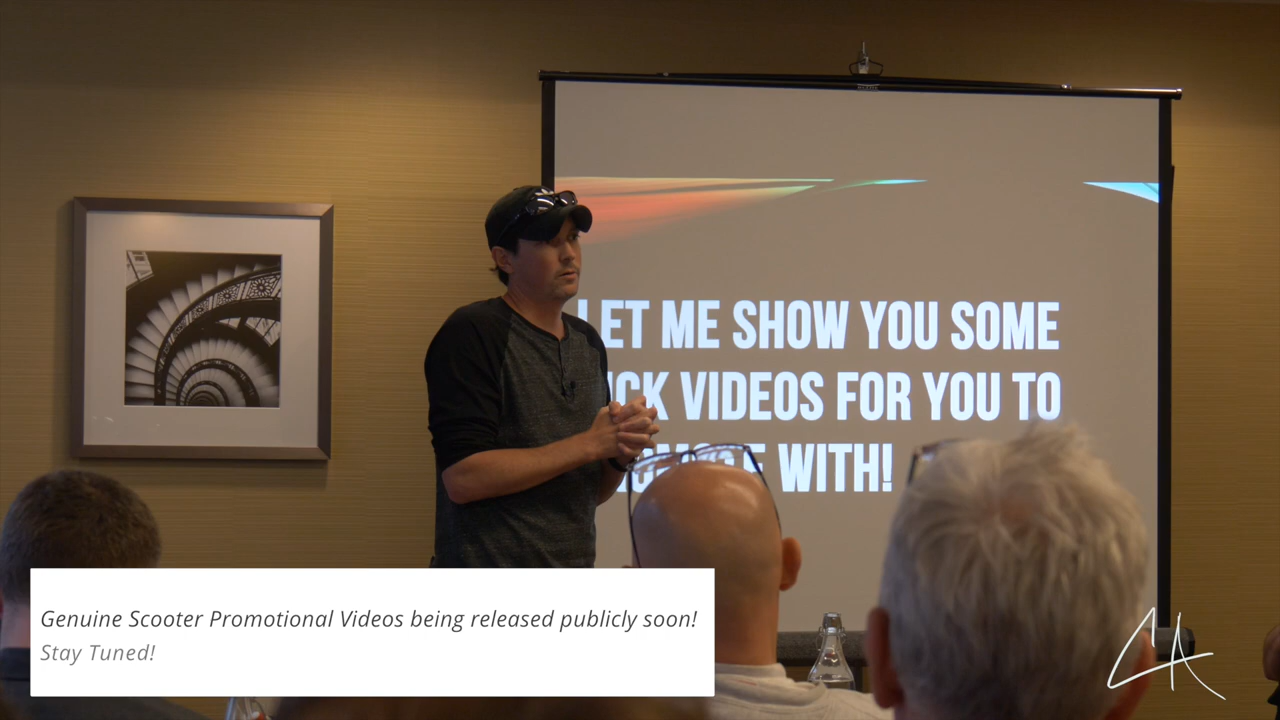 LET ME SHOW YOU SOME
VIDEOS FOR YOU TO
WITH!
Genuine Scooter Promotional Videos being released publicly soon!
Stay Tuned!
CA